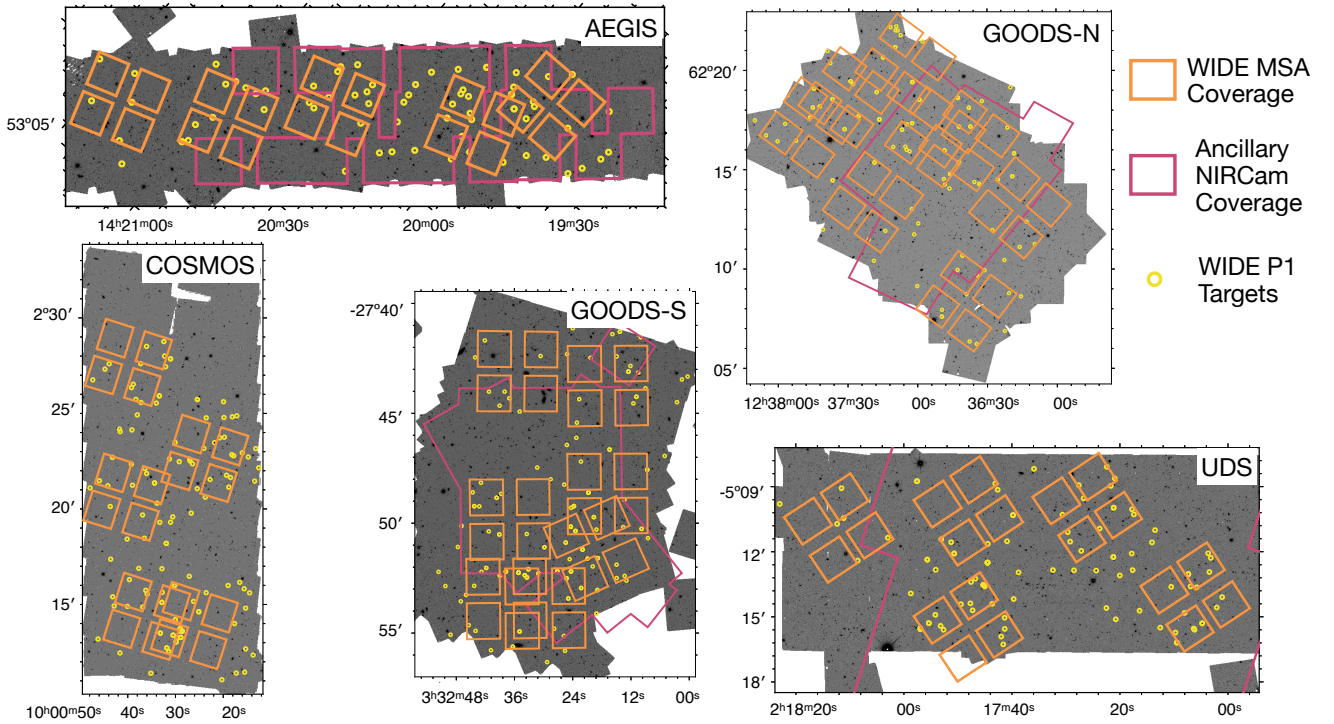 AEGIS
53°05′
14ʰ21ᵐ00ˢ 20ᵐ30ˢ 20ᵐ00ˢ 19ᵐ30ˢ
GOODS-N
62°20′
15′
10′
05′
12ʰ38ᵐ00ˢ 37ᵐ30ˢ 00ˢ 36ᵐ30ˢ 00ˢ
WIDE MSA
Coverage
Ancillary
NIRCam
Coverage
WIDE P1
Targets
COSMOS
2°30′
25′
20′
15′
10ʰ00ᵐ50ˢ 40ˢ 30ˢ 20ˢ
GOODS-S
-27°40′
45′
50′
55′
3ʰ32ᵐ48ˢ 36ˢ 24ˢ 12ˢ 00ˢ
UDS
-5°09′
12′
15′
18′
2ʰ18ᵐ20ˢ 00ˢ 17ᵐ40ˢ 20ˢ 00ˢ